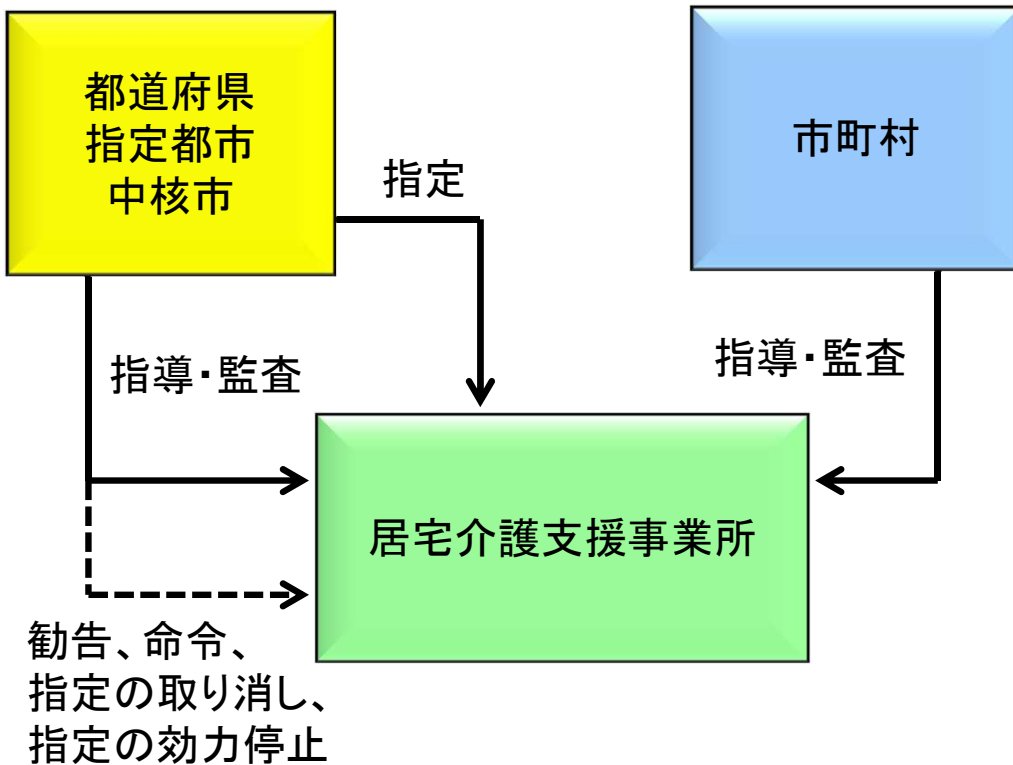 都道府県
指定都市
中核市
市町村
指定
指導・監査
指導・監査
居宅介護支援事業所
勧告、命令、
指定の取り消し、
指定の効力停止